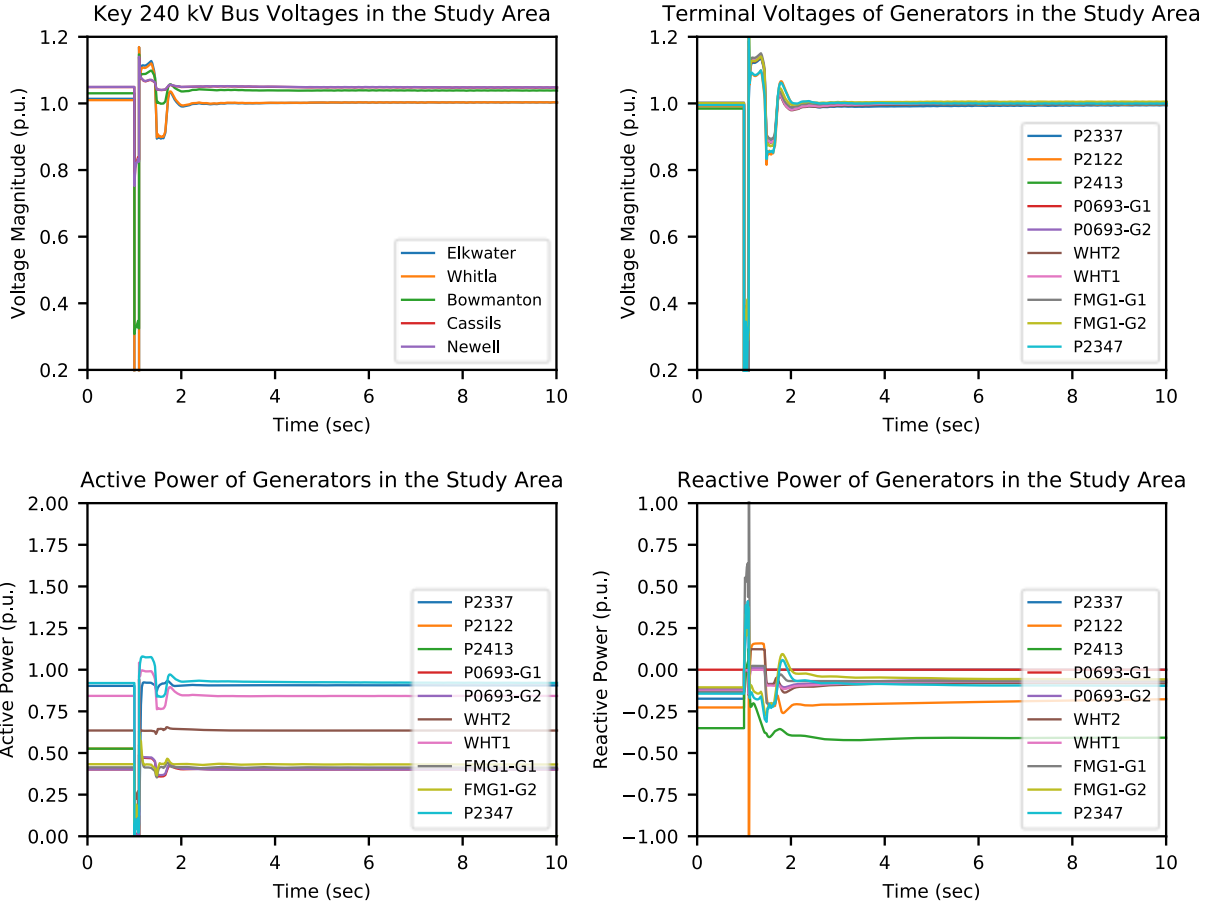 Key 240 kV Bus Voltages in the Study Area
1.2
1.0
0.8
0.6
0.4
0.2
Voltage Magnitude (p.u.)
Elkwater
Whitla
Bowmanton
Cassils
Newell
0 2 4 6 8 10
Time (sec)
Terminal Voltages of Generators in the Study Area
1.2
1.0
0.8
0.6
0.4
0.2
Voltage Magnitude (p.u.)
P2337
P2122
P2413
P0693-G1
P0693-G2
WHT2
WHT1
FMG1-G1
FMG1-G2
P2347
0 2 4 6 8 10
Time (sec)
Active Power of Generators in the Study Area
2.00
1.75
1.50
1.25
1.00
0.75
0.50
0.25
0.00
Active Power (p.u.)
P2337
P2122
P2413
P0693-G1
P0693-G2
WHT2
WHT1
FMG1-G1
FMG1-G2
P2347
0 2 4 6 8 10
Time (sec)
Reactive Power of Generators in the Study Area
1.00
0.75
0.50
0.25
0.00
−0.25
−0.50
−0.75
−1.00
Reactive Power (p.u.)
P2337
P2122
P2413
P0693-G1
P0693-G2
WHT2
WHT1
FMG1-G1
FMG1-G2
P2347
0 2 4 6 8 10
Time (sec)